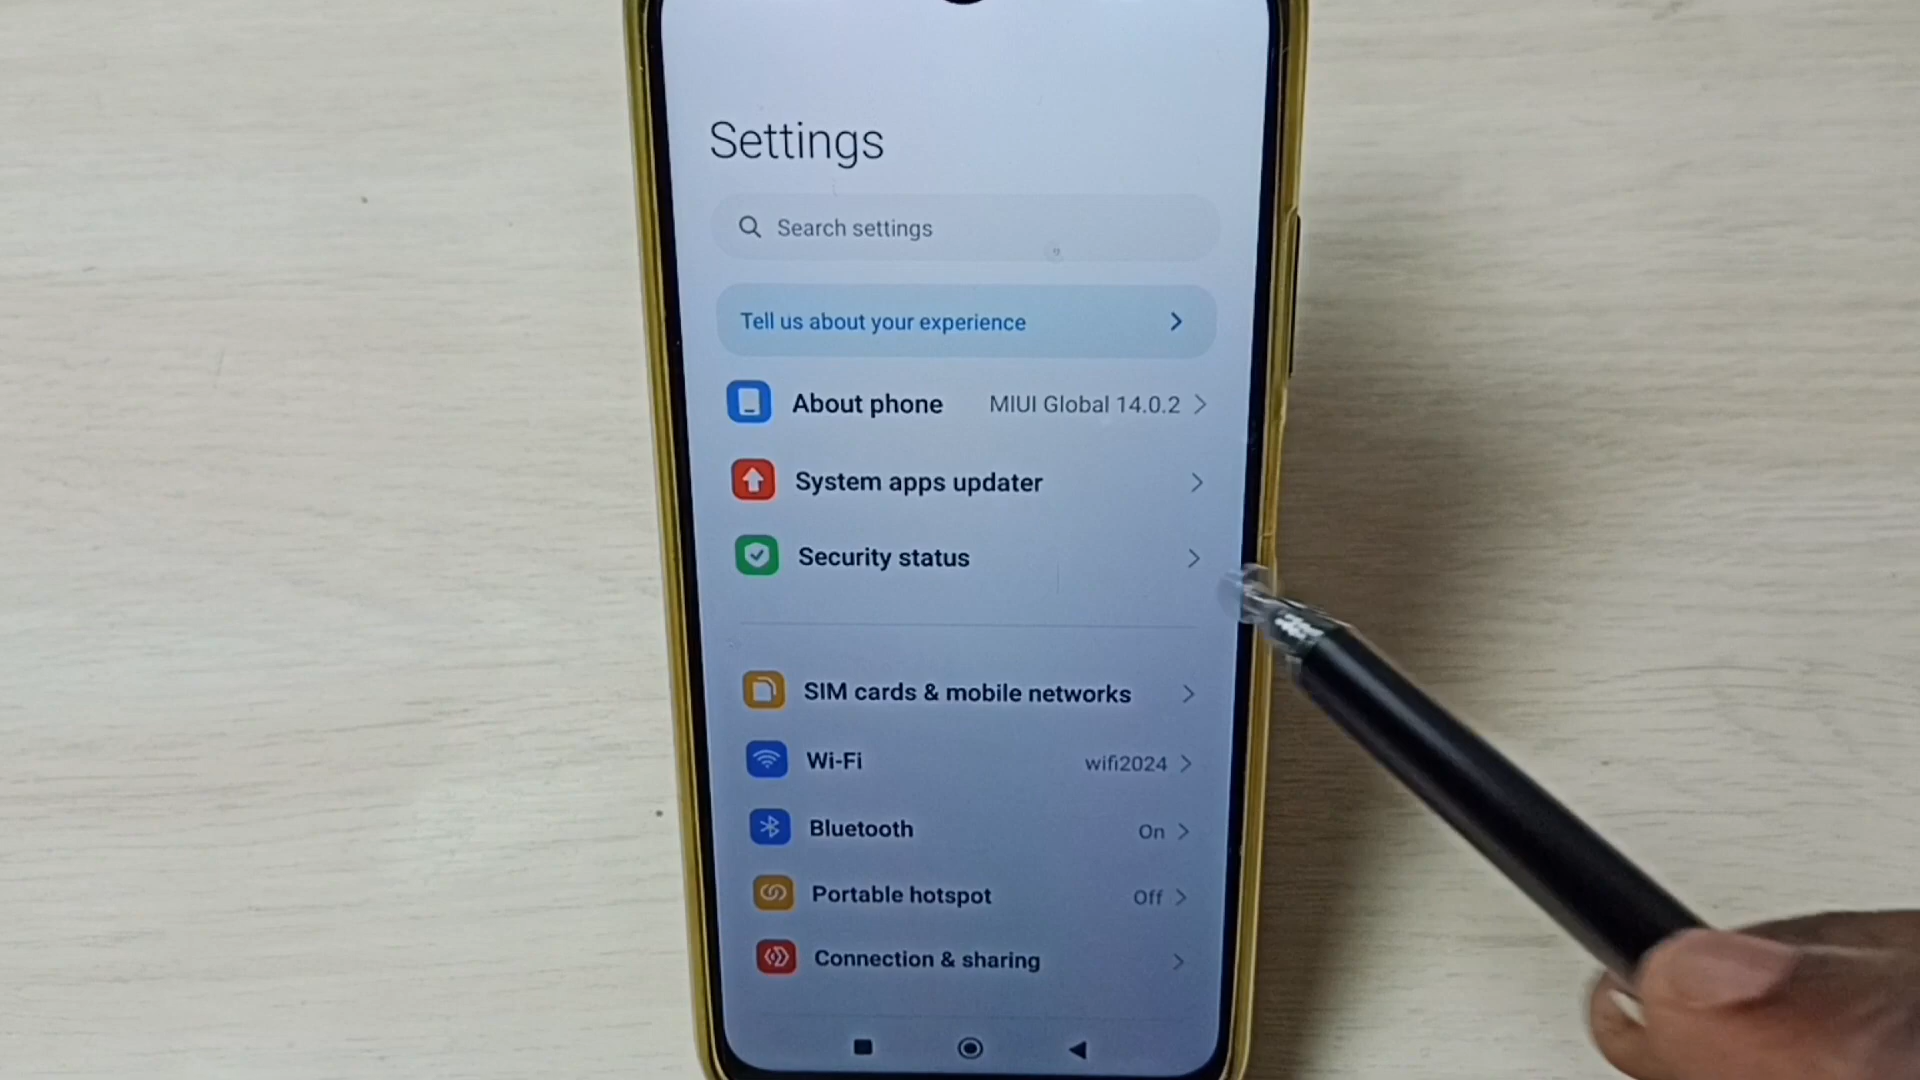 Settings
Search settings
Tell us about your experience
About phone MIUI Global 14.0.2
System apps updater
Security status
SIM cards & mobile networks
Wi-Fi wifi2024
Bluetooth On
Portable hotspot Off
Connection & sharing